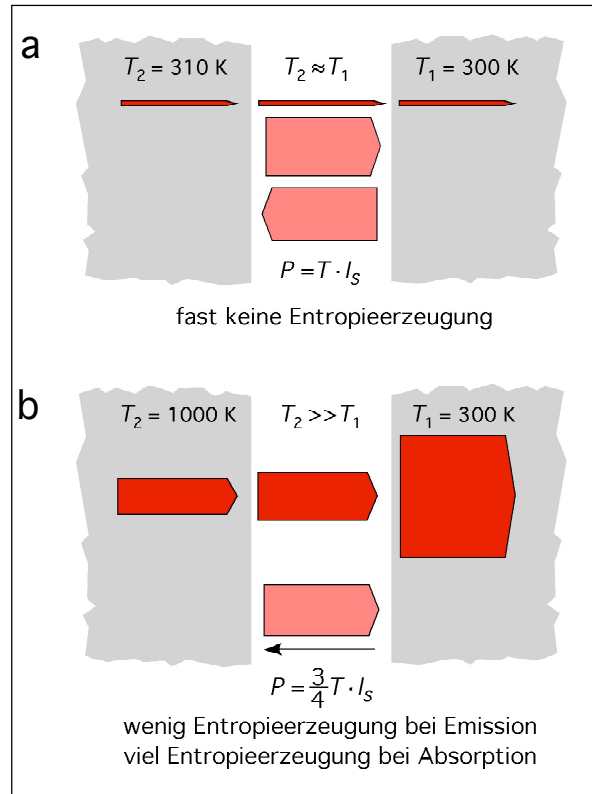 a
T₂ = 310 K
T₂ ≈ T₁
T₁ = 300 K
P = T · I_S
fast keine Entropieerzeugung
b
T₂ = 1000 K
T₂ >> T₁
T₁ = 300 K
P = 3/4 T · I_S
wenig Entropieerzeugung bei Emission
viel Entropieerzeugung bei Absorption